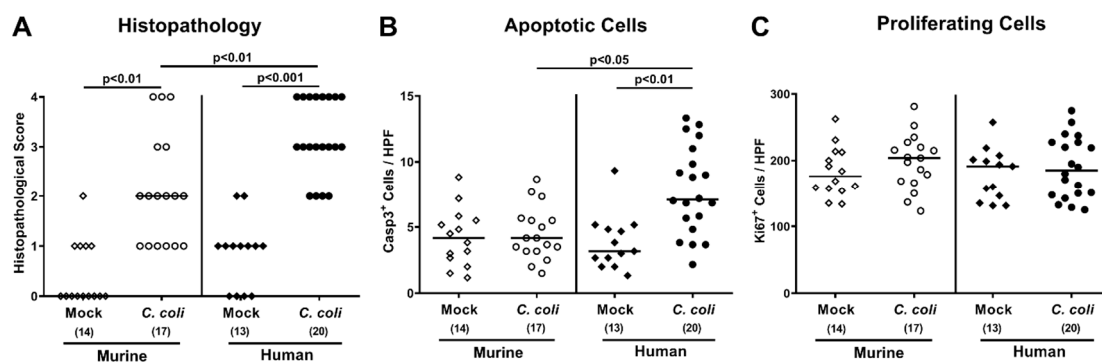 A
Histopathology
p<0.01
p<0.01
p<0.001
Histopathological Score
4
3
2
1
0
Mock
C. coli
Mock
C. coli
(14)
(17)
(13)
(20)
Murine
Human
B
Apoptotic Cells
p<0.05
p<0.01
Casp3+ Cells / HPF
15
10
5
0
Mock
C. coli
Mock
C. coli
(14)
(17)
(13)
(20)
Murine
Human
C
Proliferating Cells
Ki67+ Cells / HPF
300
200
100
0
Mock
C. coli
Mock
C. coli
(14)
(17)
(13)
(20)
Murine
Human